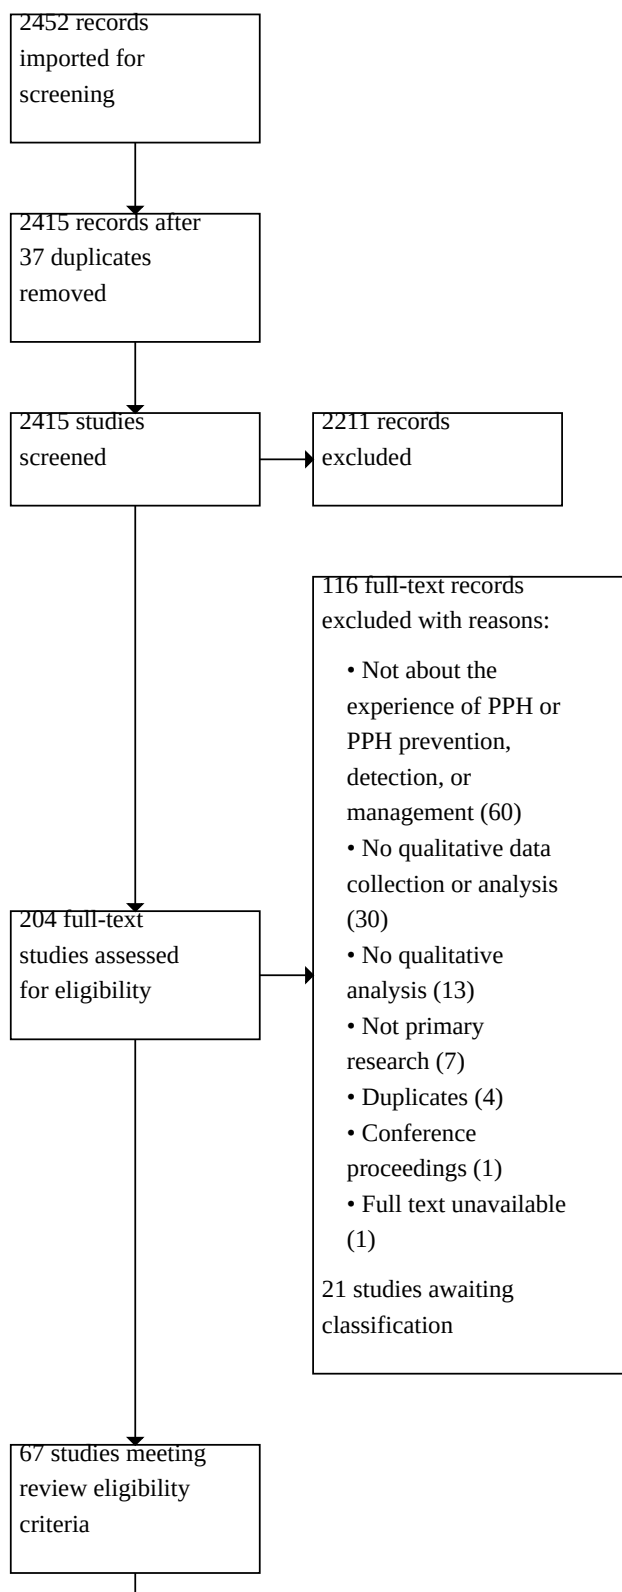 2452 records
imported for
screening
2415 records after
37 duplicates
removed
2415 studies
screened
2211 records
excluded
116 full-text records
excluded with reasons:
• Not about the
experience of PPH or
PPH prevention,
detection, or
management (60)
• No qualitative data
collection or analysis
(30)
• No qualitative
analysis (13)
• Not primary
research (7)
• Duplicates (4)
• Conference
proceedings (1)
• Full text unavailable
(1)
21 studies awaiting
classification
204 full-text
studies assessed
for eligibility
67 studies meeting
review eligibility
criteria